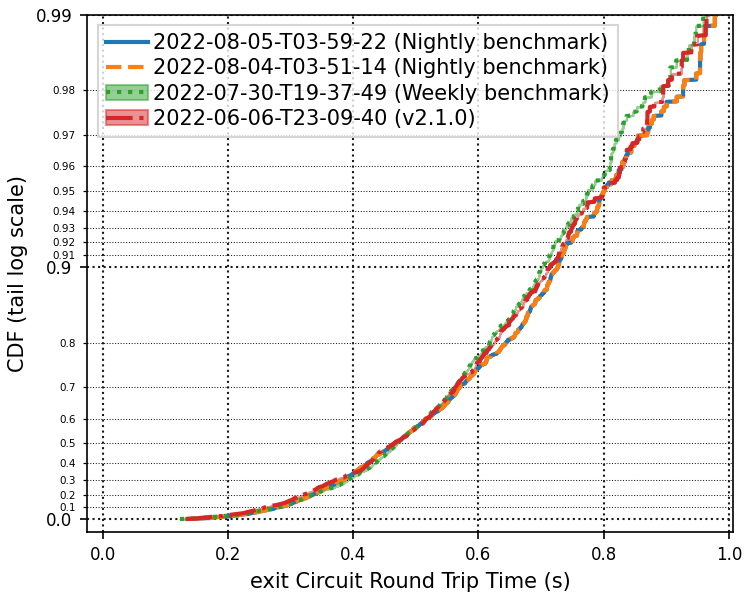 0.99
0.98
0.97
0.96
0.95
0.94
0.93
0.92
0.91
0.9
0.8
0.7
0.6
0.5
0.4
0.3
0.2
0.1
0.0
CDF (tail log scale)
2022-08-05-T03-59-22 (Nightly benchmark)
2022-08-04-T03-51-14 (Nightly benchmark)
2022-07-30-T19-37-49 (Weekly benchmark)
2022-06-06-T23-09-40 (v2.1.0)
0.0 0.2 0.4 0.6 0.8 1.0
exit Circuit Round Trip Time (s)